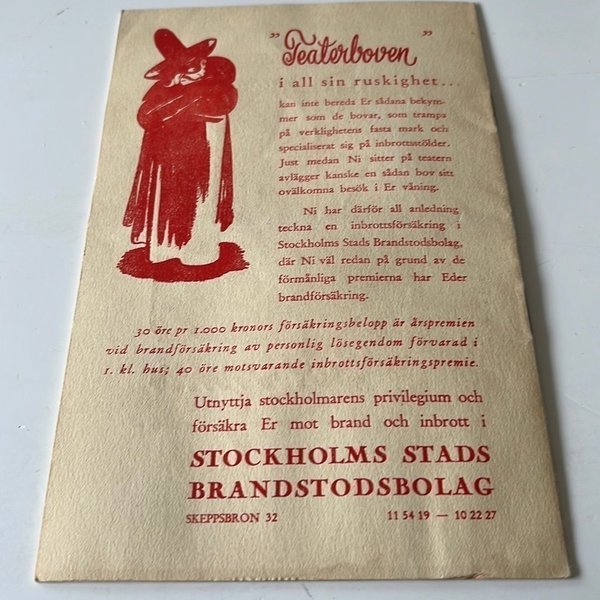 "Teaterboven"
i all sin ruskighet...
kan inte bereda Er sådana bekym-
mer som de bovar, som trampa
på verklighetens fasta mark och
specialiserat sig på inbrottsstölder.
Just medan Ni sitter på teatern
avlägger kanske en sådan bov sitt
ovälkomna besök i Er våning.
Ni har därför all anledning
teckna en inbrottsförsäkring i
Stockholms Stads Brandstodsbolag,
där Ni väl redan på grund av de
förmånliga premierna har Eder
brandförsäkring.
30 öre pr 1.000 kronors försäkringsbelopp är årspremien
vid brandförsäkring av personlig lösegendom förvarad i
1. kl. hus; 40 öre motsvarande inbrottsförsäkringspremie.
Utnyttja stockholmarens privilegium och
försäkra Er mot brand och inbrott i
STOCKHOLMS STADS
BRANDSTODSBOLAG
SKEPPSBRON 32 11 54 19 — 10 22 27